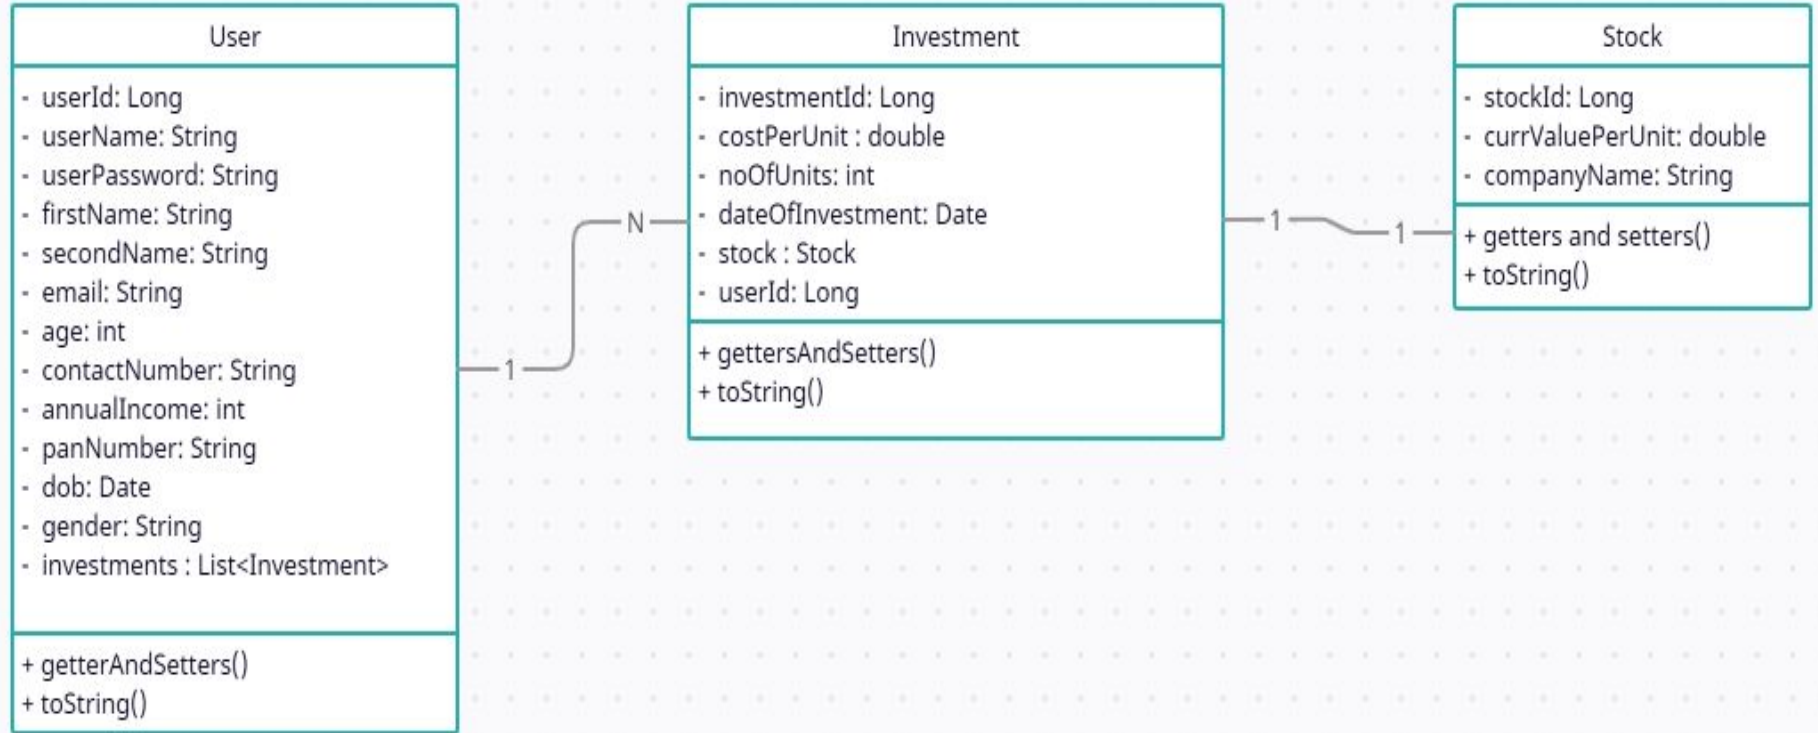 User
- userId: Long
- userName: String
- userPassword: String
- firstName: String
- secondName: String
- email: String
- age: int
- contactNumber: String
- annualIncome: int
- panNumber: String
- dob: Date
- gender: String
- investments : List<Investment>
+ getterAndSetters()
+ toString()
1
N
Investment
- investmentId: Long
- costPerUnit : double
- noOfUnits: int
- dateOfInvestment: Date
- stock : Stock
- userId: Long
+ gettersAndSetters()
+ toString()
1
1
Stock
- stockId: Long
- currValuePerUnit: double
- companyName: String
+ getters and setters()
+ toString()